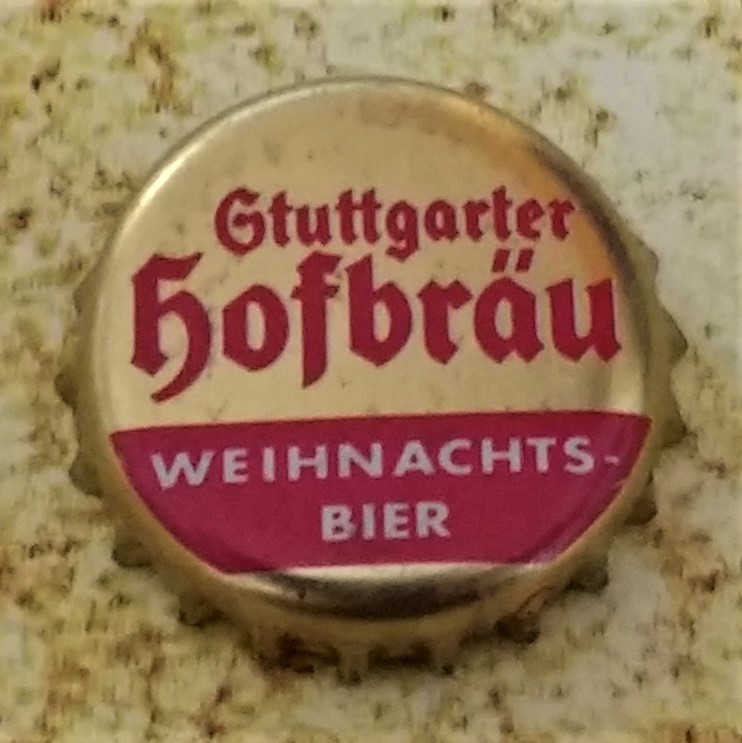 Stuttgarter
Hofbräu
WEIHNACHTS-
BIER